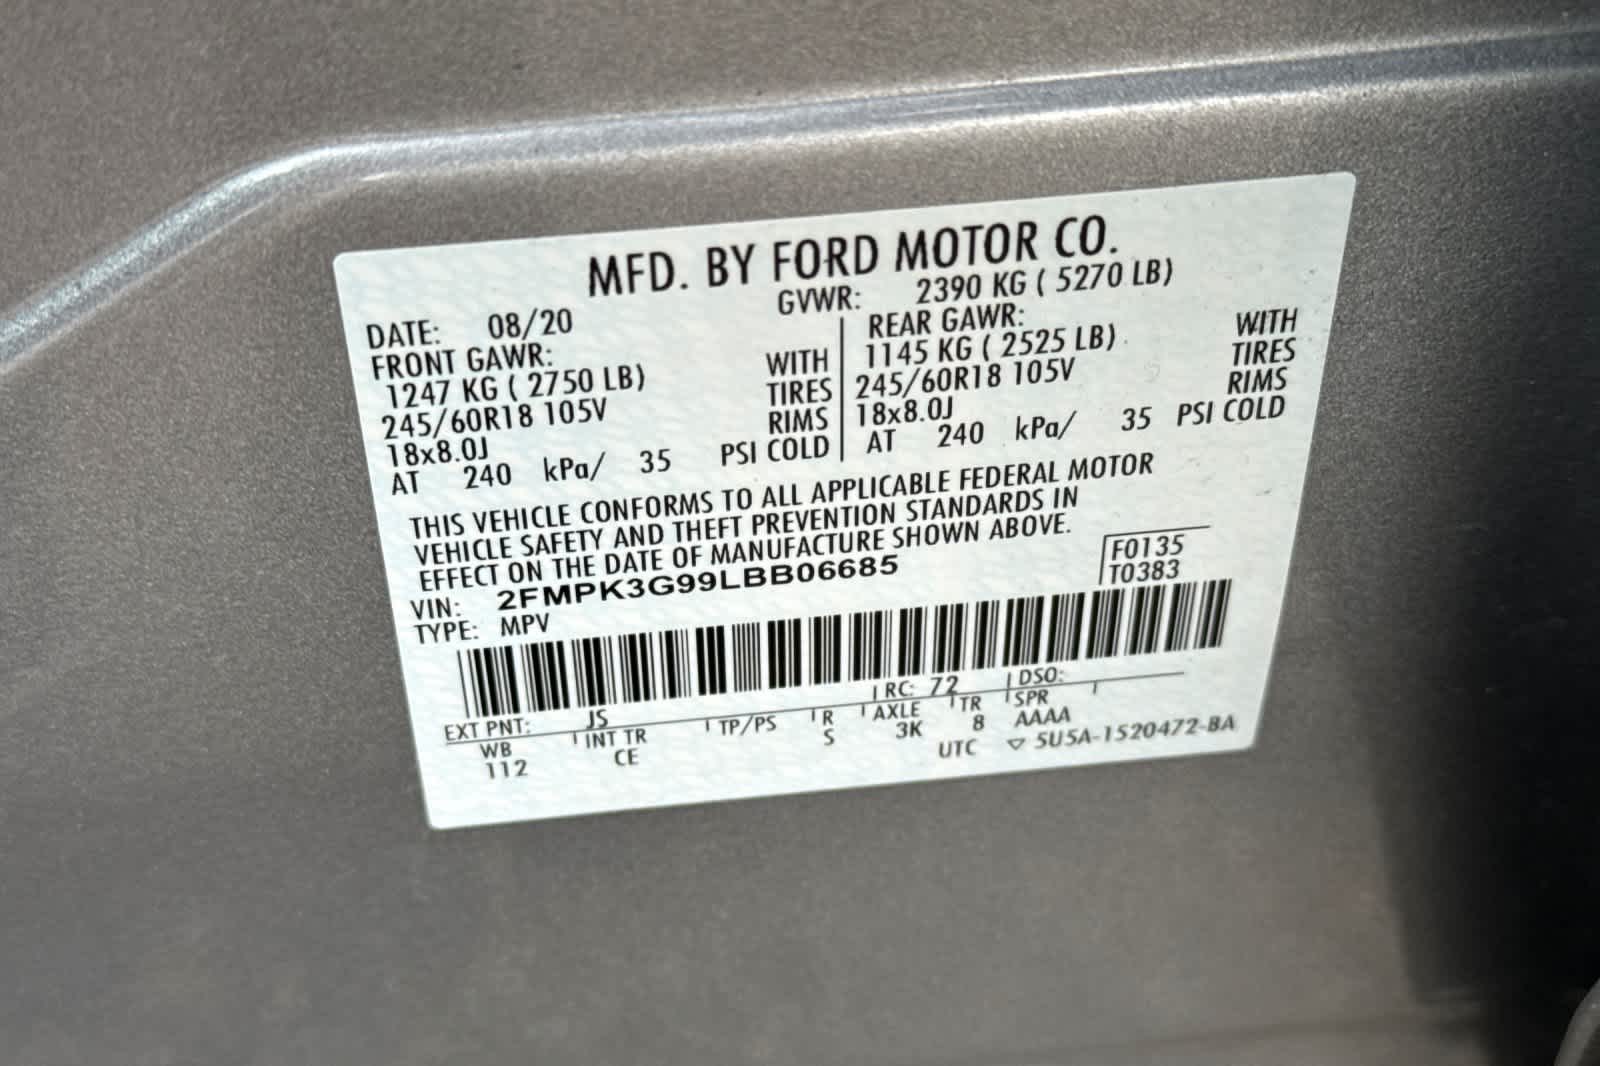 MFD. BY FORD MOTOR CO.
DATE: 08/20 GVWR: 2390 KG ( 5270 LB)
FRONT GAWR: WITH
1247 KG ( 2750 LB) TIRES
245/60R18 105V RIMS
18x8.0J
AT 240 kPa/ 35 PSI COLD
REAR GAWR: WITH
1145 KG ( 2525 LB) TIRES
245/60R18 105V RIMS
18x8.0J
AT 240 kPa/ 35 PSI COLD
THIS VEHICLE CONFORMS TO ALL APPLICABLE FEDERAL MOTOR
VEHICLE SAFETY AND THEFT PREVENTION STANDARDS IN
EFFECT ON THE DATE OF MANUFACTURE SHOWN ABOVE.
VIN: 2FMPK3G99LBB06685
TYPE: MPV
F0135
T0383
EXT PNT: JS RC: 72 DSO:
WB INT TR TP/PS R AXLE TR SPR
112 CE S 3K 8 AAAA
UTC ▽ 5U5A-1520472-BA